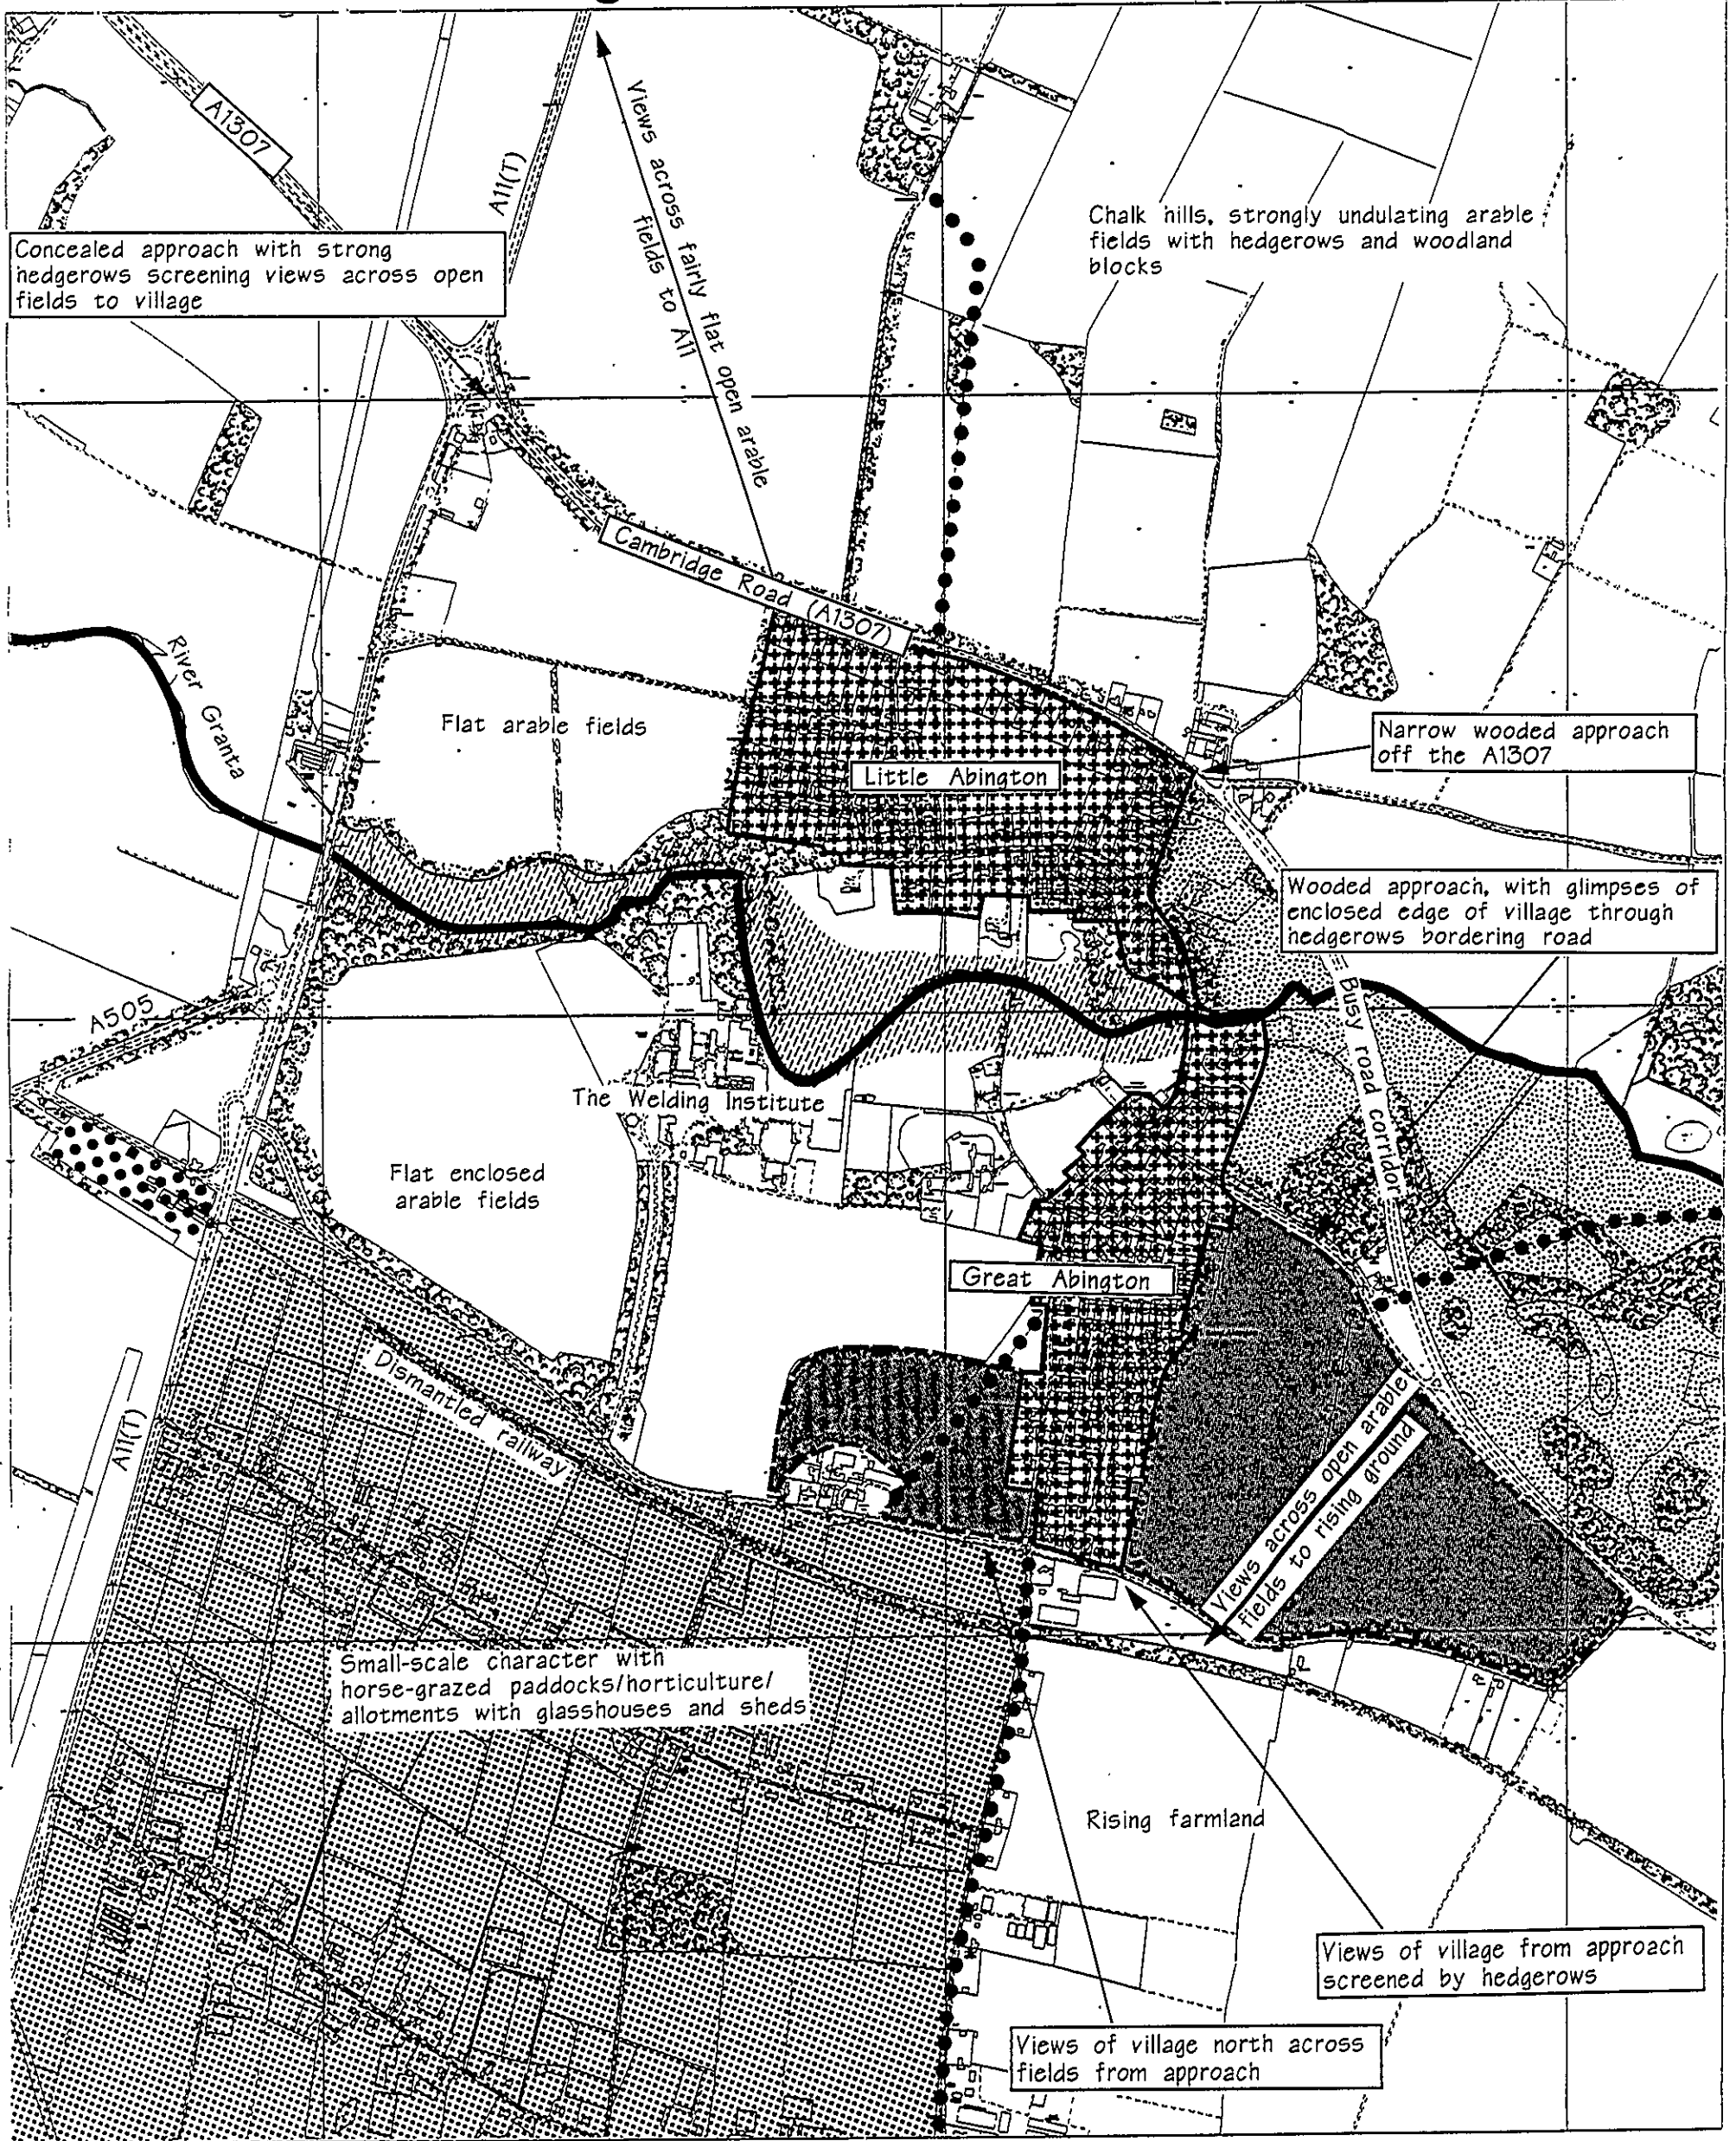 A1307
A11(T)
Views across fairly flat open arable
fields to A11
Chalk hills, strongly undulating arable
fields with hedgerows and woodland
blocks
Concealed approach with strong
hedgerows screening views across open
fields to village
Cambridge Road (A1307)
River Granta
Flat arable fields
Little Abington
Narrow wooded approach
off the A1307
Wooded approach, with glimpses of
enclosed edge of village through
hedgerows bordering road
A505
Busy road corridor
The Welding Institute
Flat enclosed
arable fields
Great Abington
Dismantled railway
A11(T)
Views across open arable
fields to rising ground
Small-scale character with
horse-grazed paddocks/horticulture/
allotments with glasshouses and sheds
Rising farmland
Views of village from approach
screened by hedgerows
Views of village north across
fields from approach